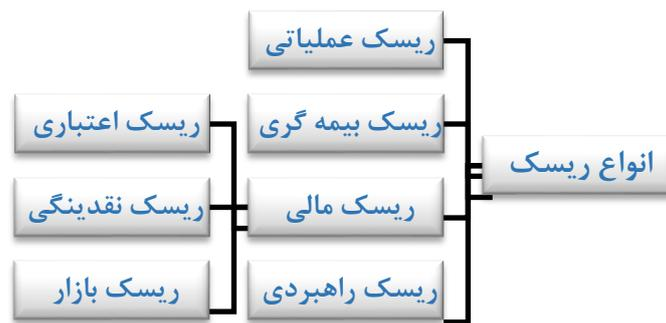 انواع ریسک
ریسک عملیاتی
ریسک بیمه گری
ریسک مالی
ریسک راهبردی
ریسک اعتباری
ریسک نقدینگی
ریسک بازار